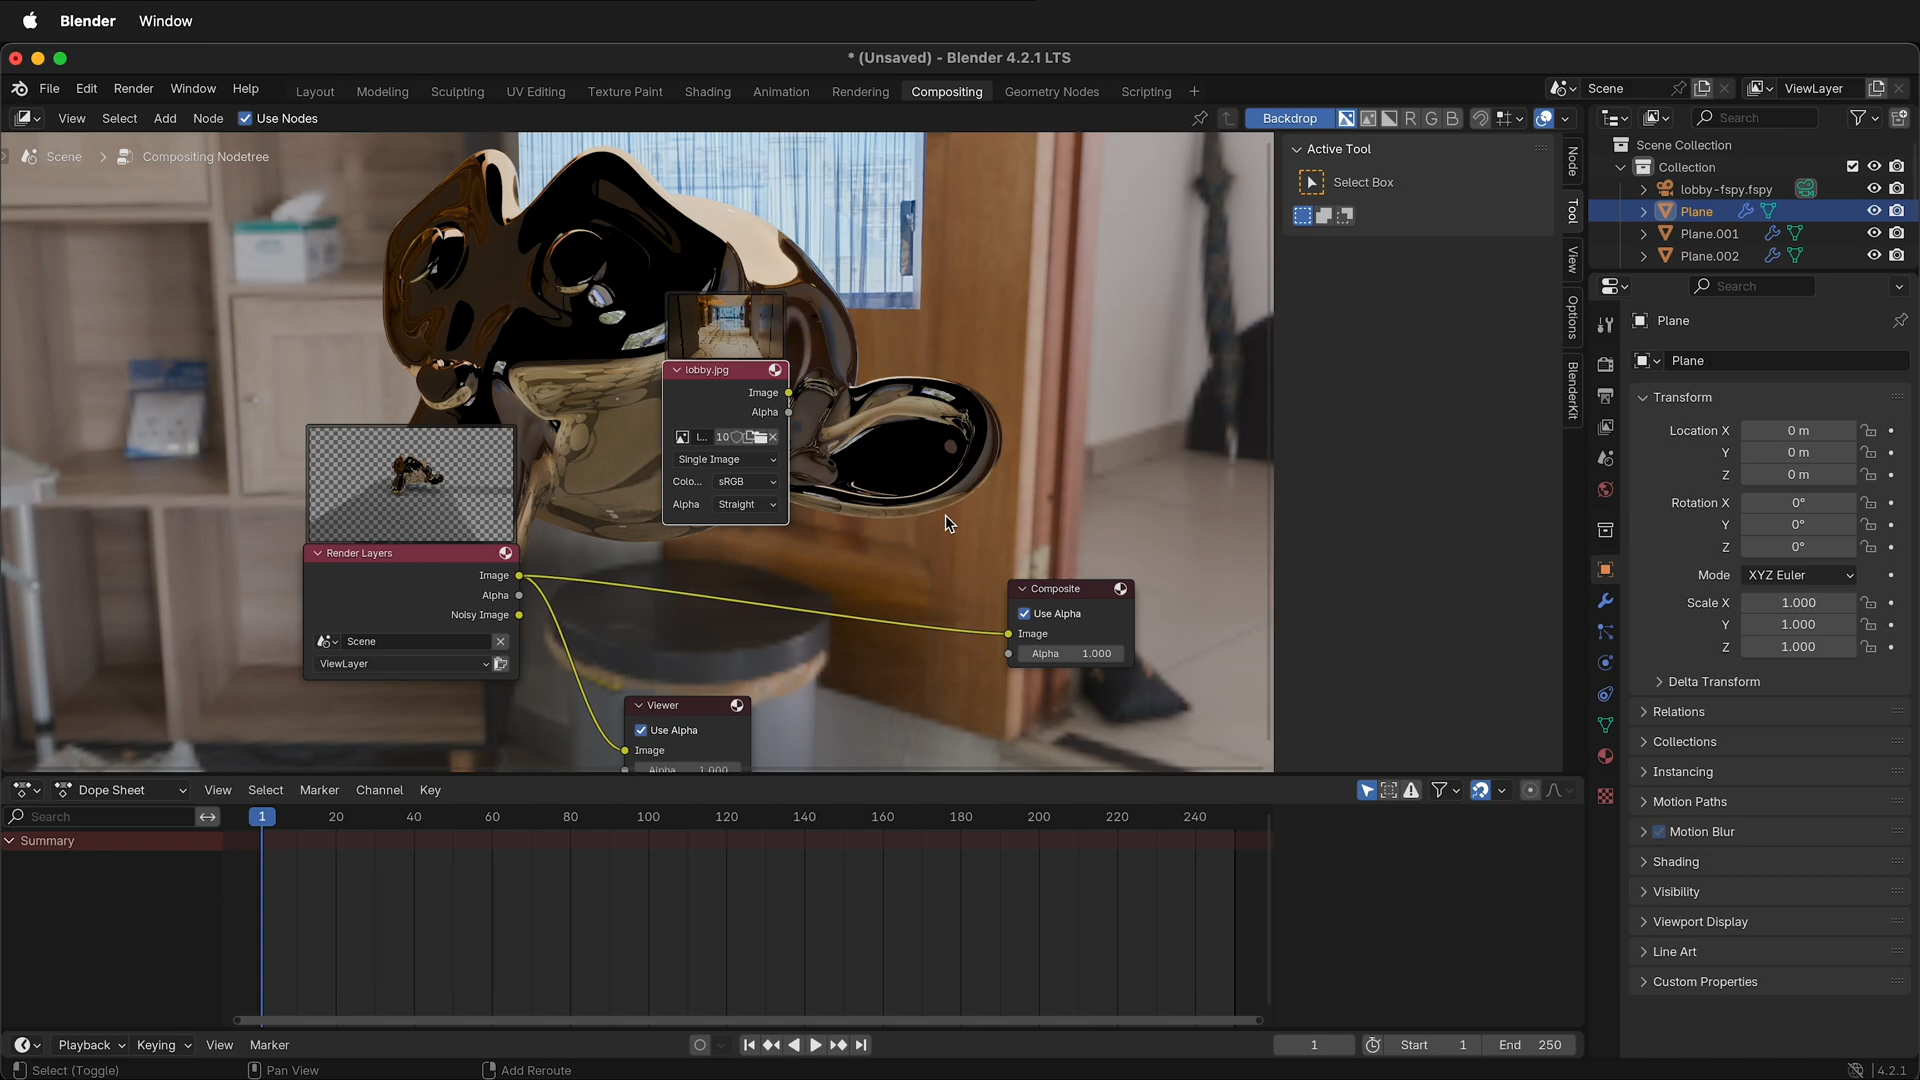 Blender Window
* (Unsaved) - Blender 4.2.1 LTS
File Edit Render Window Help Layout Modeling Sculpting UV Editing Texture Paint Shading Animation Rendering Compositing Geometry Nodes Scripting + Scene ViewLayer
View Select Add Node Use Nodes Backdrop R G B Search
Scene > Compositing Nodetree
Active Tool
Select Box
Node
Tool
View
Options
BlenderKit
Scene Collection
Collection
lobby-fspy.fspy
Plane
Plane.001
Plane.002
Search
Plane
Plane
Transform
Location X 0 m
Y 0 m
Z 0 m
Rotation X 0°
Y 0°
Z 0°
Mode XYZ Euler
Scale X 1.000
Y 1.000
Z 1.000
Delta Transform
Relations
Collections
Instancing
Motion Paths
Motion Blur
Shading
Visibility
Viewport Display
Line Art
Custom Properties
lobby.jpg
Image
Alpha
l... 10
Single Image
Colo... sRGB
Alpha Straight
Render Layers
Image
Alpha
Noisy Image
Scene
ViewLayer
Composite
Use Alpha
Image
Alpha 1.000
Viewer
Use Alpha
Image
Alpha 1.000
Dope Sheet View Select Marker Channel Key
Search 1 20 40 60 80 100 120 140 160 180 200 220 240
Summary
Playback Keying View Marker 1 Start 1 End 250
Select (Toggle) Pan View Add Reroute 4.2.1